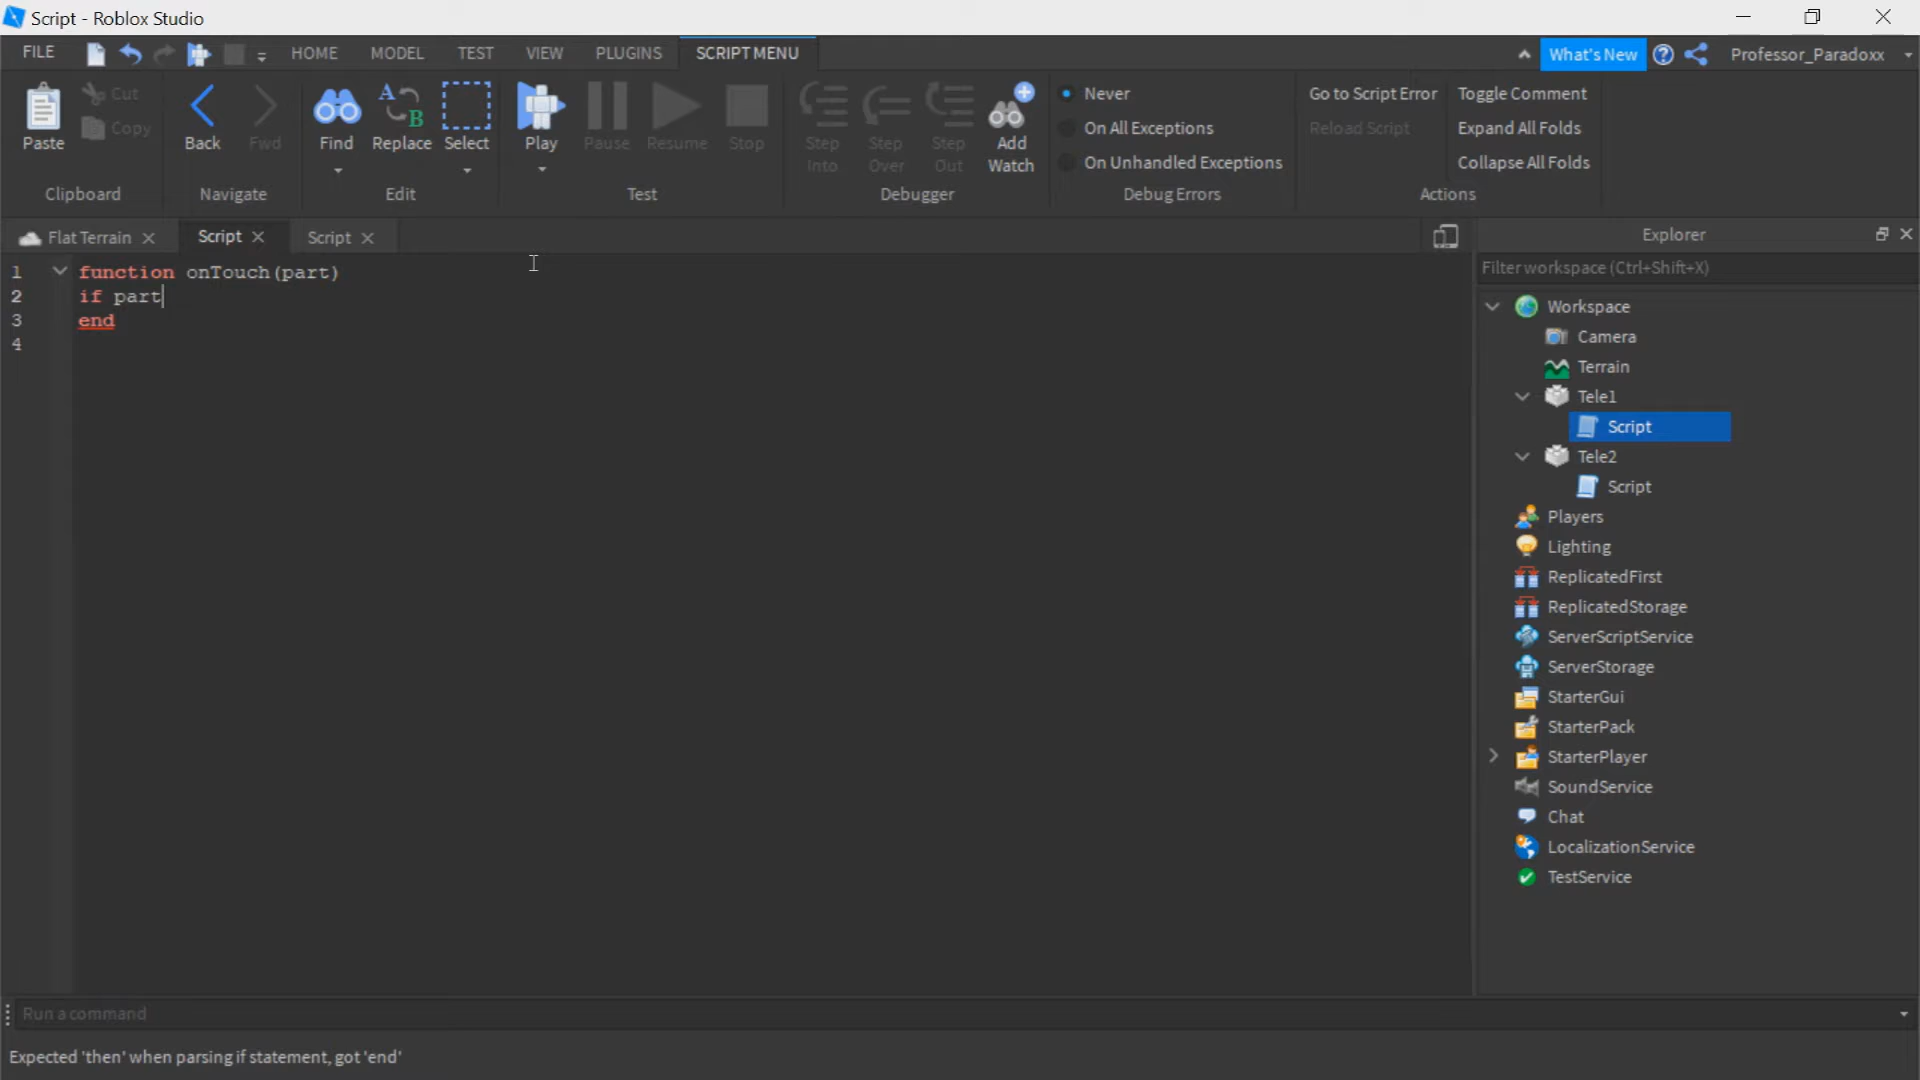 Script - Roblox Studio
FILE HOME MODEL TEST VIEW PLUGINS SCRIPT MENU What's New Professor_Paradoxx
Paste Cut Copy
Clipboard
Back Fwd
Navigate
Find Replace Select
A B
Edit
Play Pause Resume Stop
Test
Step Into Step Over Step Out Add Watch
Debugger
Never
On All Exceptions
On Unhandled Exceptions
Debug Errors
Go to Script Error Toggle Comment
Reload Script Expand All Folds
Collapse All Folds
Actions
Flat Terrain Script Script
1 function onTouch(part)
2 if part
3 end
4
Explorer
Filter workspace (Ctrl+Shift+X)
Workspace
Camera
Terrain
Tele1
Script
Tele2
Script
Players
Lighting
ReplicatedFirst
ReplicatedStorage
ServerScriptService
ServerStorage
StarterGui
StarterPack
StarterPlayer
SoundService
Chat
LocalizationService
TestService
Run a command
Expected 'then' when parsing if statement, got 'end'